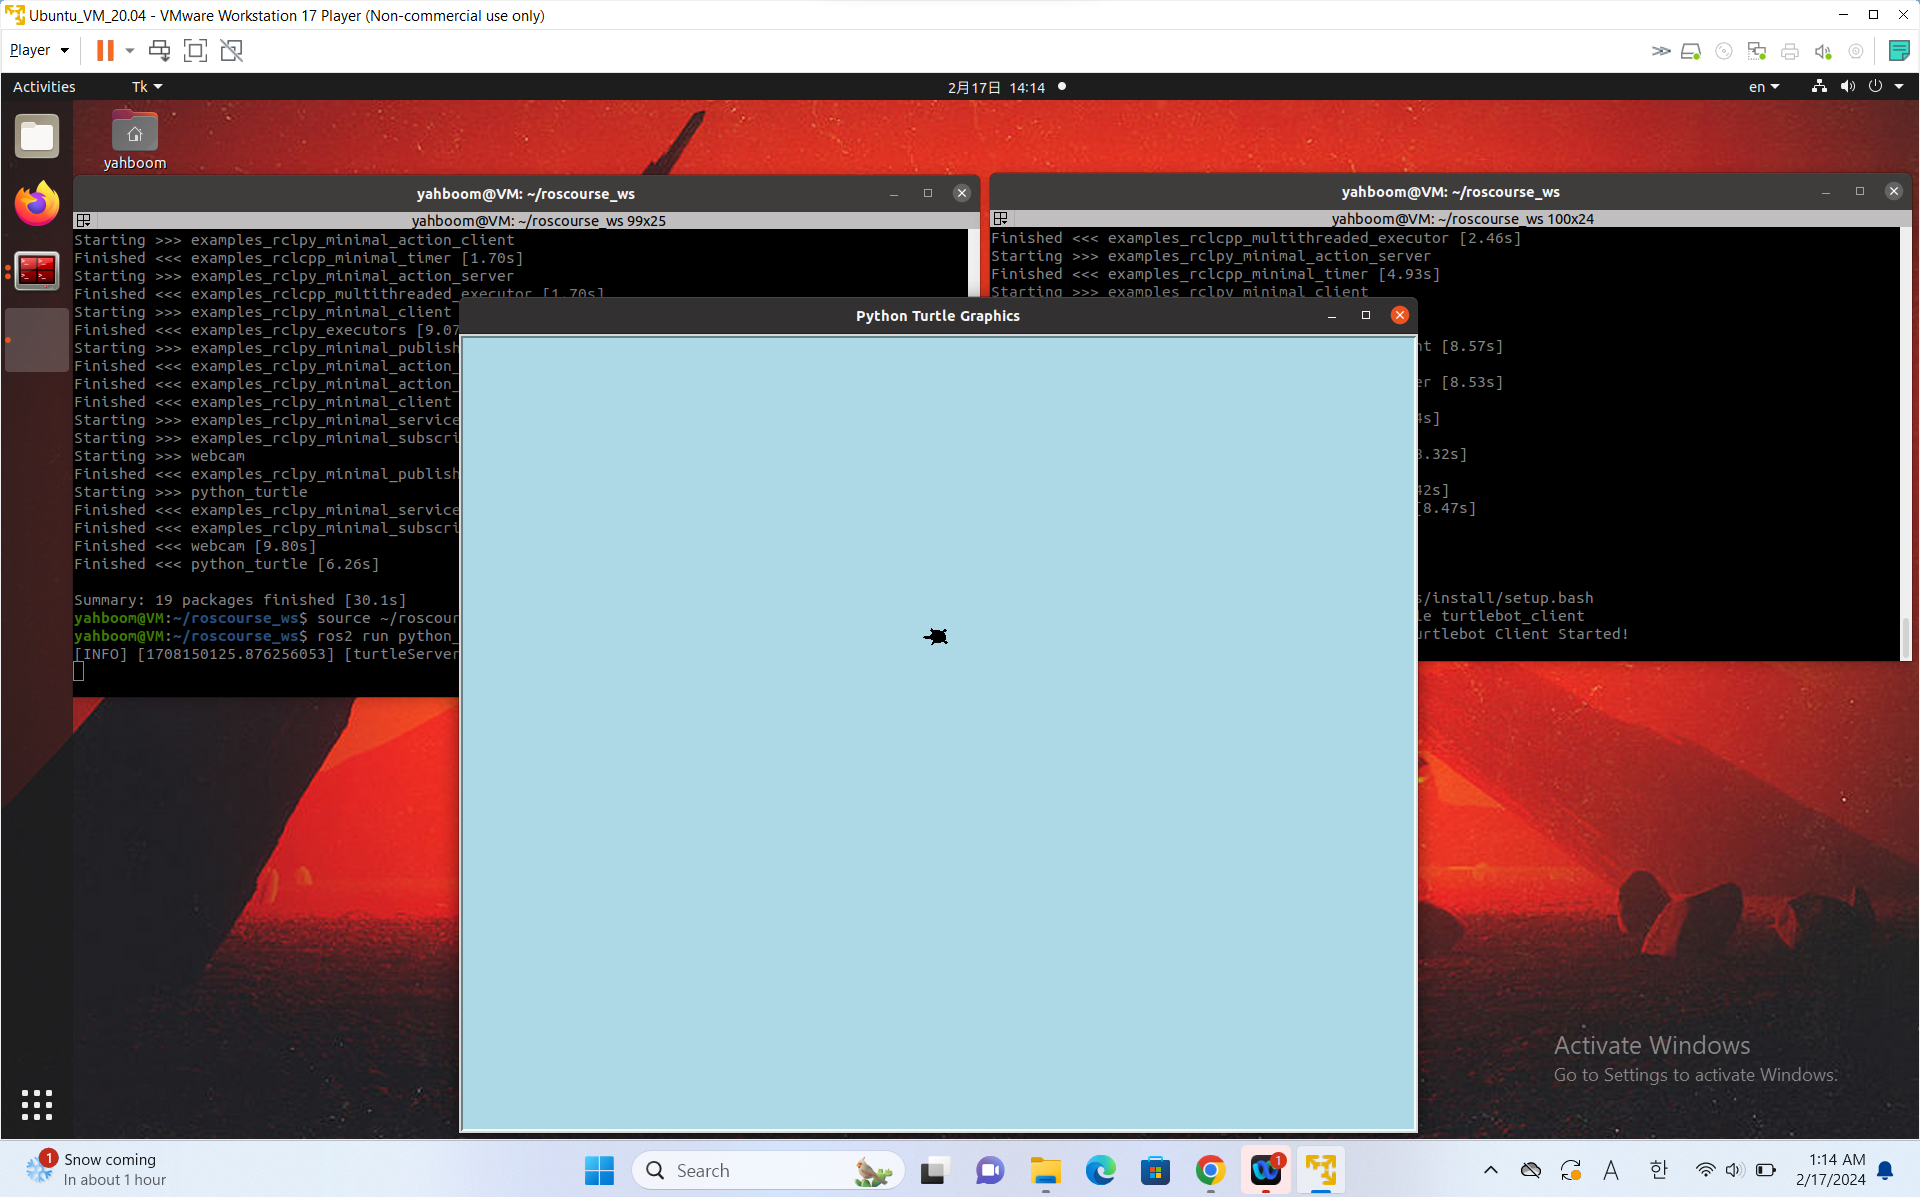 Ubuntu_VM_20.04 - VMware Workstation 17 Player (Non-commercial use only)
Player
Activities
Tk
2月17日 14:14
en
yahboom
yahboom@VM: ~/roscourse_ws
yahboom@VM: ~/roscourse_ws 99x25
Starting >>> examples_rclpy_minimal_action_client
Finished <<< examples_rclcpp_minimal_timer [1.70s]
Starting >>> examples_rclpy_minimal_action_server
Finished <<< examples_rclcpp_multithreaded_executor [1.70s]
Starting >>> examples_rclpy_minimal_client
Finished <<< examples_rclpy_executors [9.07
Starting >>> examples_rclpy_minimal_publish
Finished <<< examples_rclpy_minimal_action_
Finished <<< examples_rclpy_minimal_action_
Finished <<< examples_rclpy_minimal_client
Starting >>> examples_rclpy_minimal_service
Starting >>> examples_rclpy_minimal_subscri
Starting >>> webcam
Finished <<< examples_rclpy_minimal_publish
Starting >>> python_turtle
Finished <<< examples_rclpy_minimal_service
Finished <<< examples_rclpy_minimal_subscri
Finished <<< webcam [9.80s]
Finished <<< python_turtle [6.26s]
Summary: 19 packages finished [30.1s]
yahboom@VM:~/roscourse_ws$ source ~/roscour
yahboom@VM:~/roscourse_ws$ ros2 run python_
[INFO] [1708150125.876256053] [turtleServer
yahboom@VM: ~/roscourse_ws
yahboom@VM: ~/roscourse_ws 100x24
Finished <<< examples_rclcpp_multithreaded_executor [2.46s]
Starting >>> examples_rclpy_minimal_action_server
Finished <<< examples_rclcpp_minimal_timer [4.93s]
Starting >>> examples_rclpy_minimal_client
nt [8.57s]
er [8.53s]
4s]
3.32s]
42s]
[8.47s]
s/install/setup.bash
le turtlebot_client
urtlebot Client Started!
Python Turtle Graphics
Activate Windows
Go to Settings to activate Windows.
1
Snow coming
In about 1 hour
Search
1
A
한
1:14 AM
2/17/2024